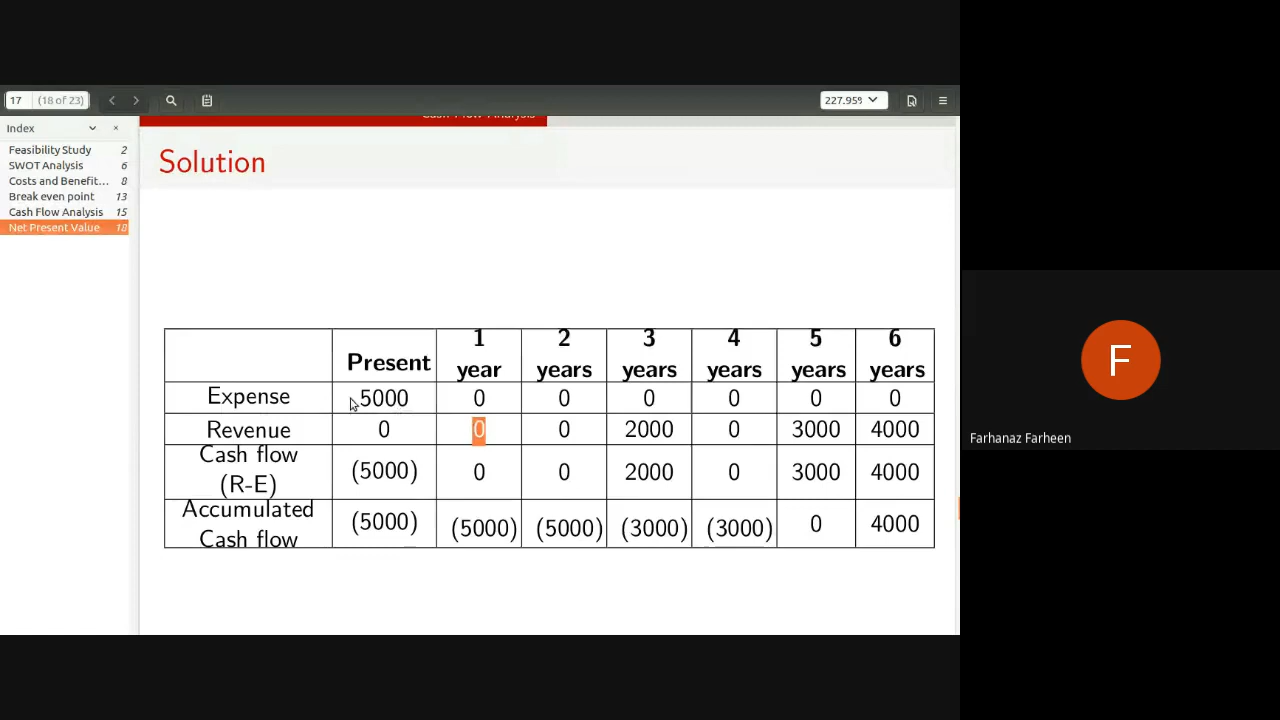 17 (18 of 23) 227.95%
Index
Feasibility Study 2
SWOT Analysis 6
Costs and Benefit... 8
Break even point 13
Cash Flow Analysis 15
Net Present Value 18
Cash Flow Analysis
Solution
Present 1 year 2 years 3 years 4 years 5 years 6 years
Expense 5000 0 0 0 0 0 0
Revenue 0 0 0 2000 0 3000 4000
Cash flow (R-E) (5000) 0 0 2000 0 3000 4000
Accumulated Cash flow (5000) (5000) (5000) (3000) (3000) 0 4000
F
Farhanaz Farheen